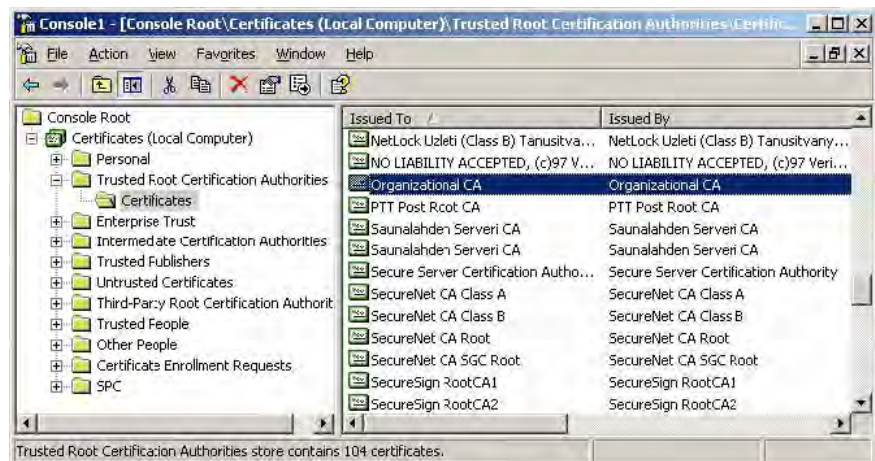 Console1 - [Console Root\Certificates (Local Computer)\Trusted Root Certification Authorities\Certific...
File Action View Favorites Window Help
Console Root
Certificates (Local Computer)
Personal
Trusted Root Certification Authorities
Certificates
Enterprise Trust
Intermediate Certification Authorities
Trusted Publishers
Untrusted Certificates
Third-Party Root Certification Authorit
Trusted People
Other People
Certificate Enrollment Requests
SPC
Issued To Issued By
NetLock Uzleti (Class B) Tanusitva... NetLock Uzleti (Class B) Tanusitvany...
NO LIABILITY ACCEPTED, (c)97 V... NO LIABILITY ACCEPTED, (c)97 Veri...
Organizational CA Organizational CA
PTT Post Root CA PTT Post Root CA
Saunalahden Serveri CA Saunalahden Serveri CA
Saunalahden Serveri CA Saunalahden Serveri CA
Secure Server Certification Autho... Secure Server Certification Authority
SecureNet CA Class A SecureNet CA Class A
SecureNet CA Class B SecureNet CA Class B
SecureNet CA Root SecureNet CA Root
SecureNet CA SGC Root SecureNet CA SGC Root
SecureSign RootCA1 SecureSign RootCA1
SecureSign RootCA2 SecureSign RootCA2
Trusted Root Certification Authorities store contains 104 certificates.